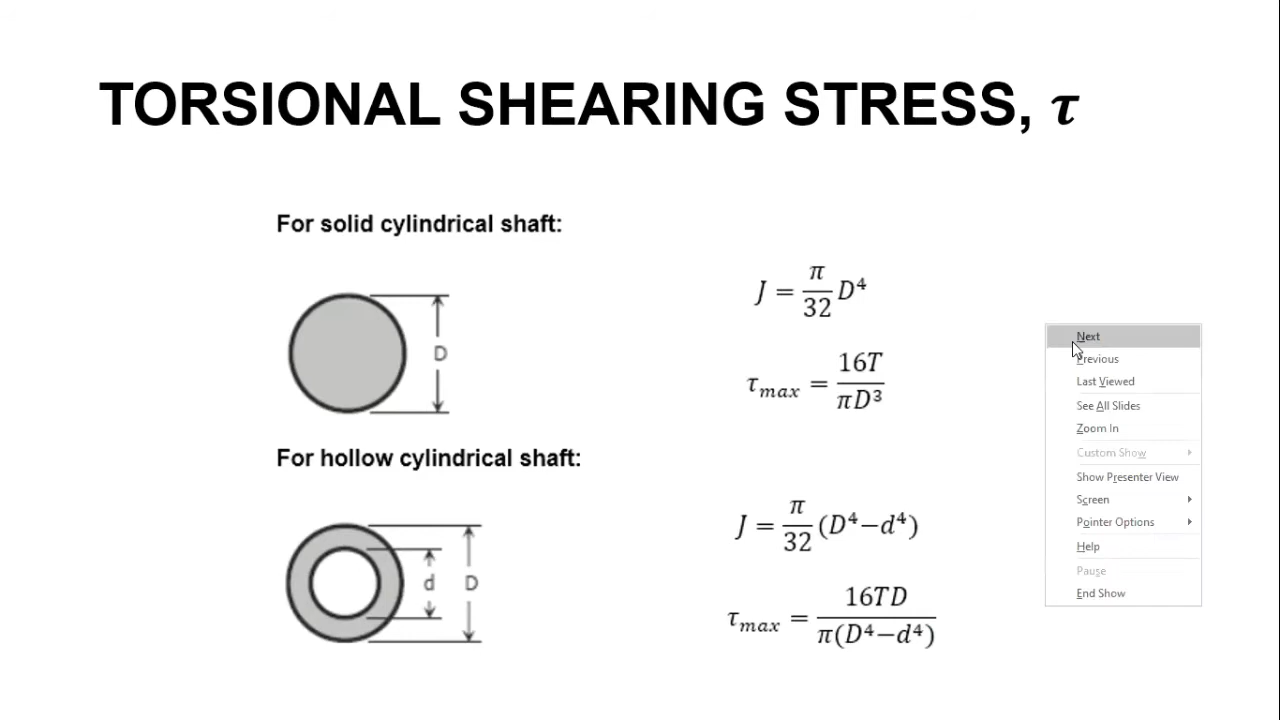 TORSIONAL SHEARING STRESS, τ
For solid cylindrical shaft:
D
J = π/32 D⁴
τₘₐₓ = 16T/πD³
For hollow cylindrical shaft:
d D
J = π/32 (D⁴−d⁴)
τₘₐₓ = 16TD/π(D⁴−d⁴)
Next
Previous
Last Viewed
See All Slides
Zoom In
Custom Show
Show Presenter View
Screen
Pointer Options
Help
Pause
End Show